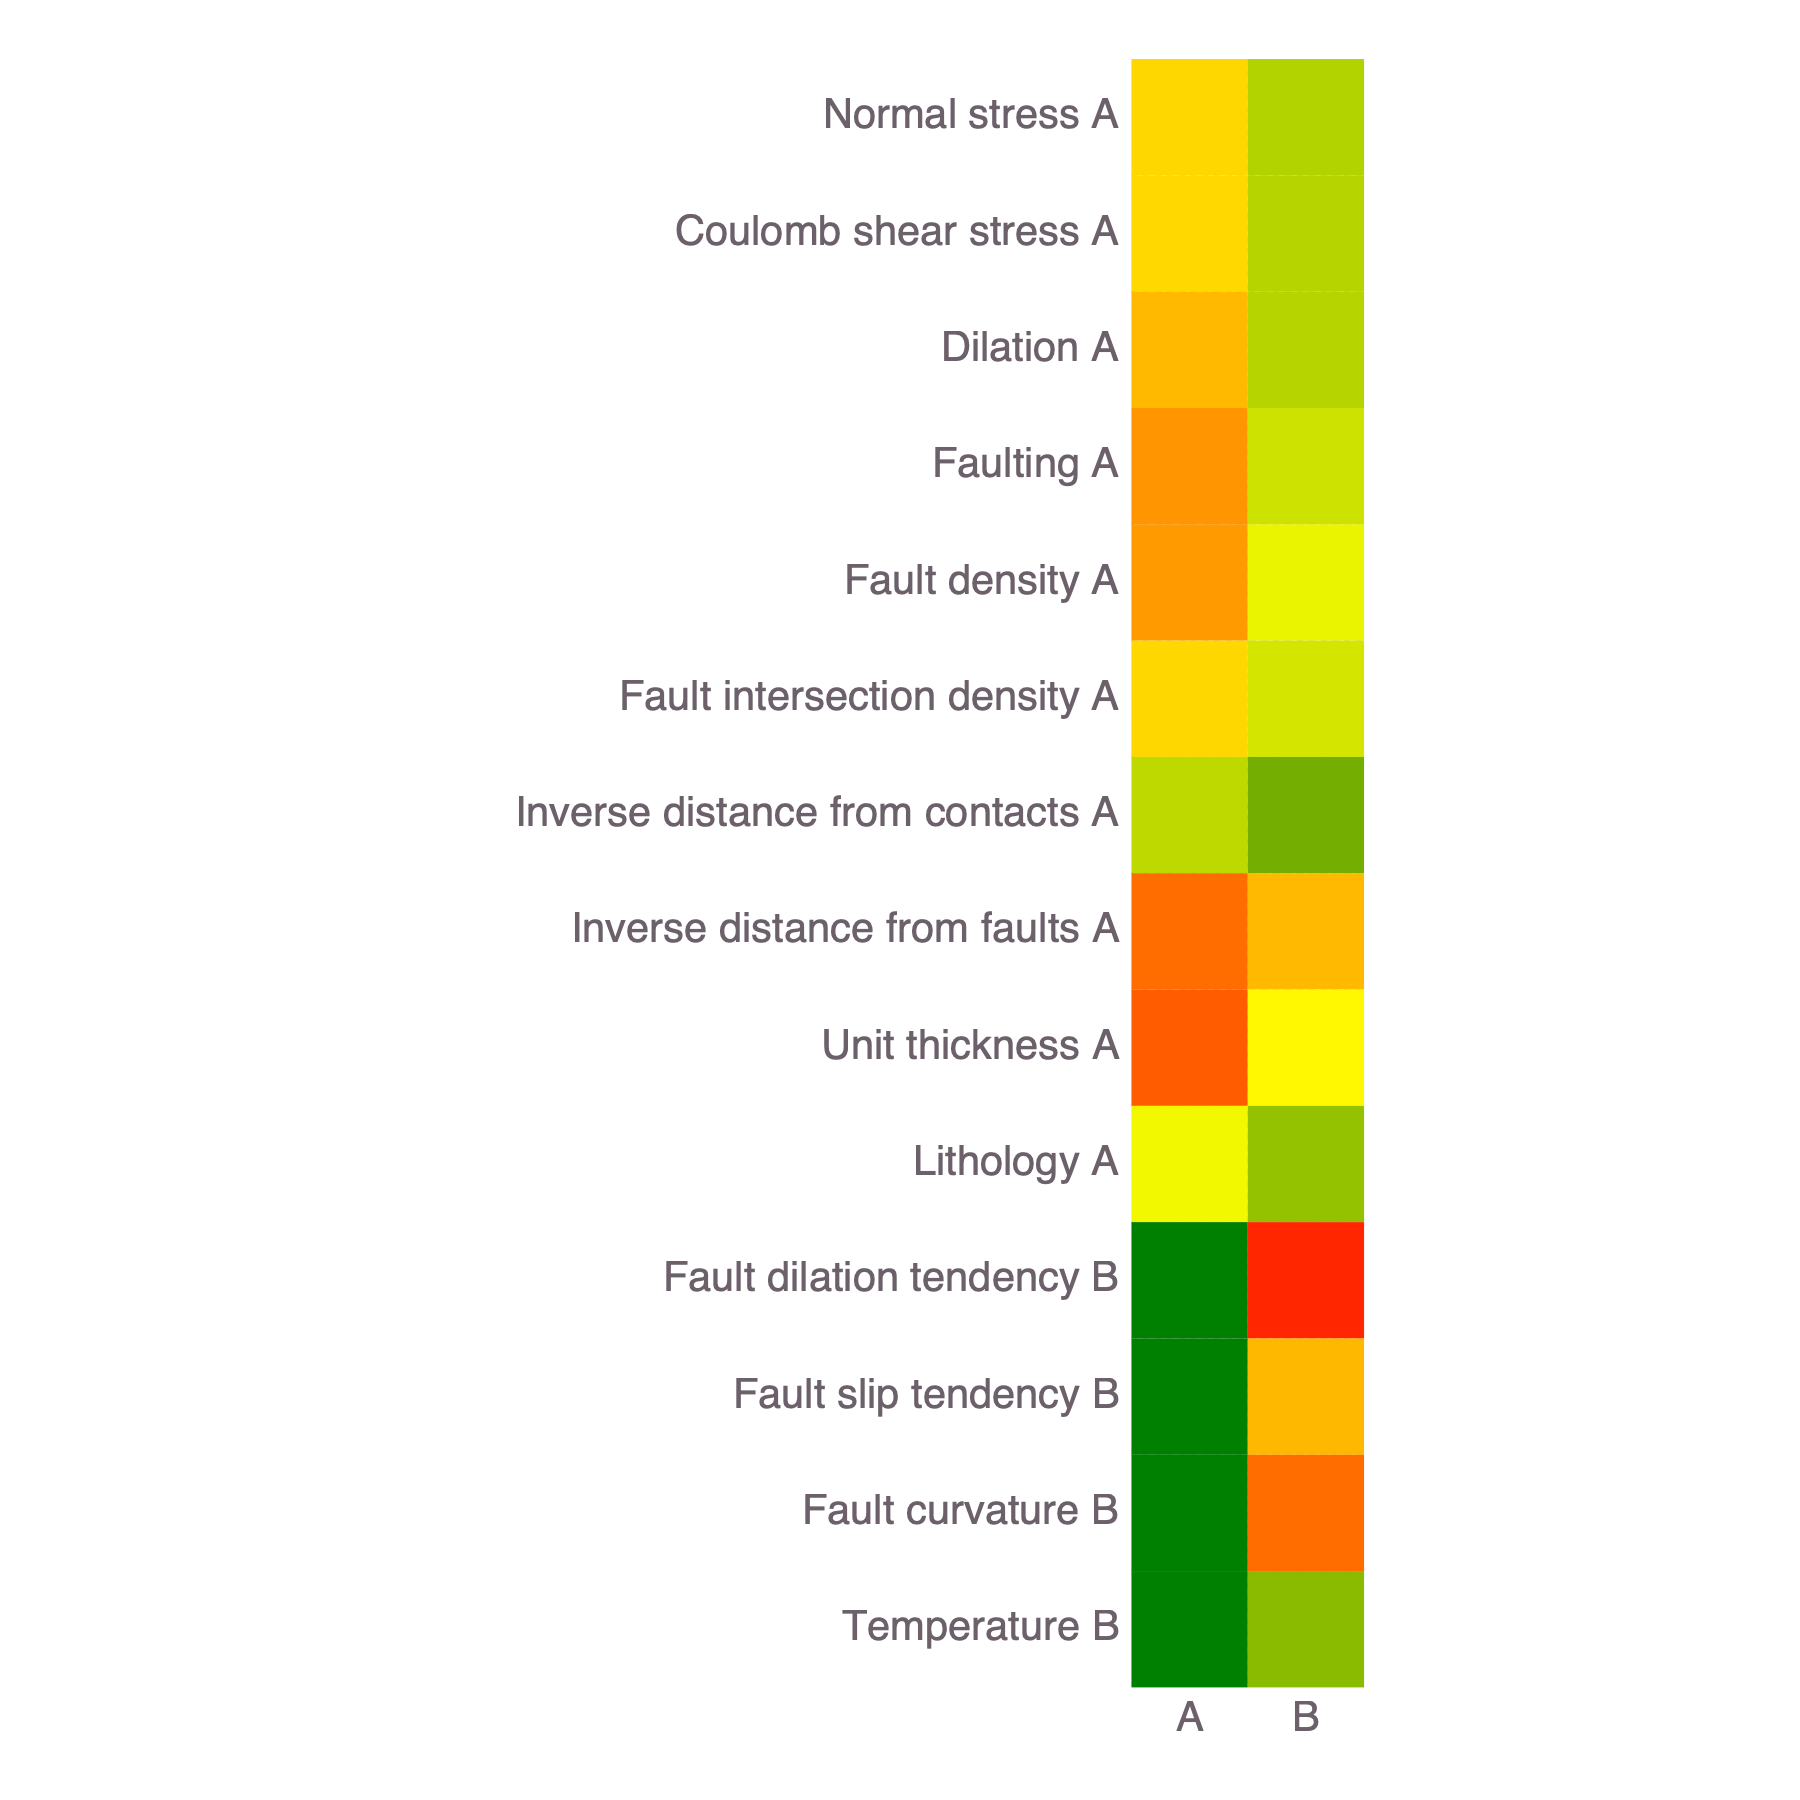 Normal stress A
Coulomb shear stress A
Dilation A
Faulting A
Fault density A
Fault intersection density A
Inverse distance from contacts A
Inverse distance from faults A
Unit thickness A
Lithology A
Fault dilation tendency B
Fault slip tendency B
Fault curvature B
Temperature B
A B